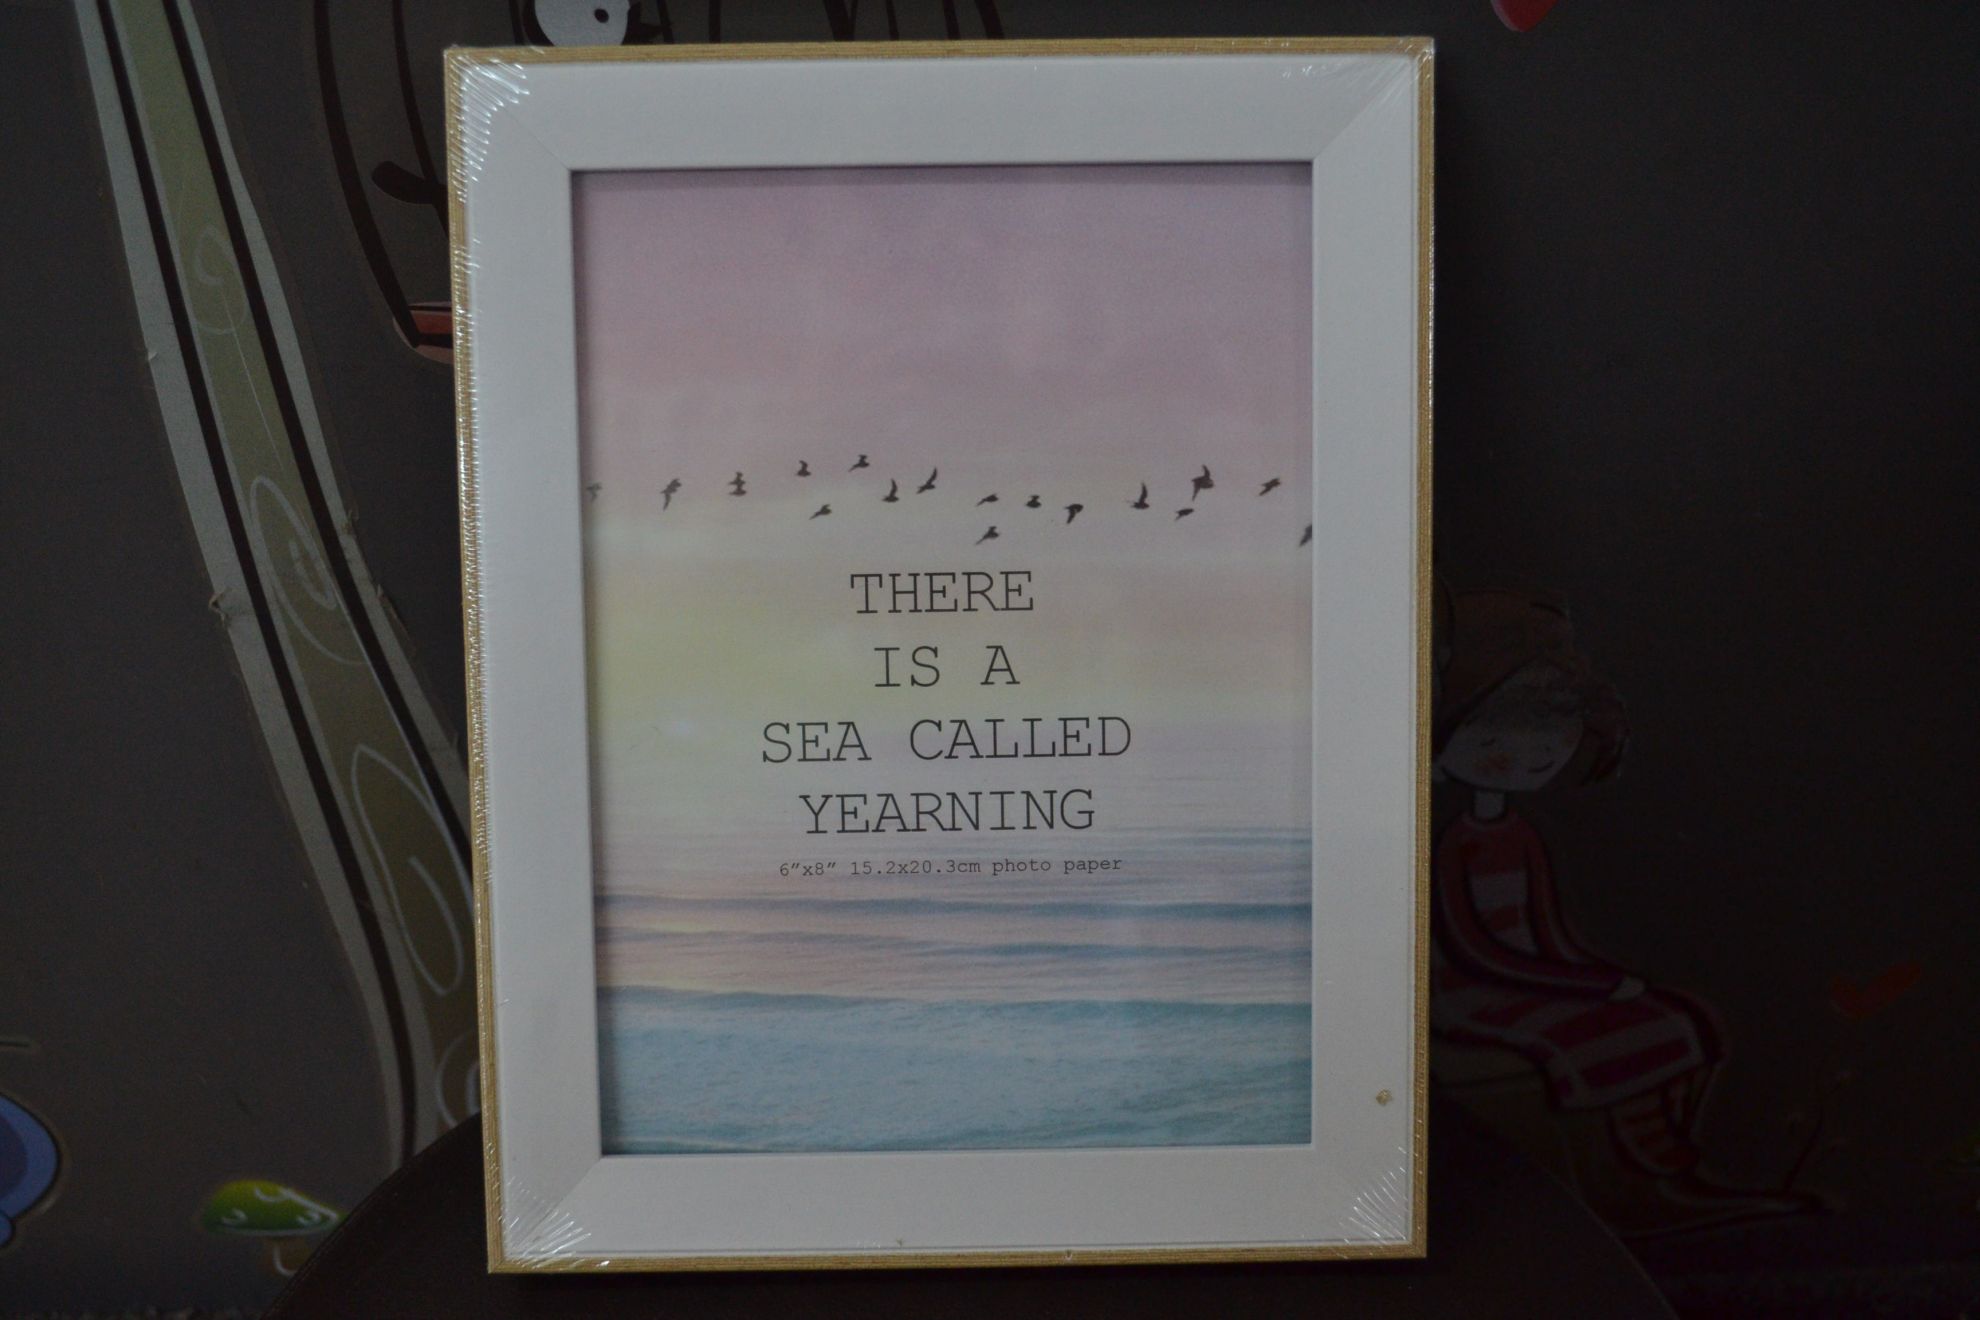 THERE
IS A
SEA CALLED
YEARNING
6”x8” 15.2x20.3cm photo paper